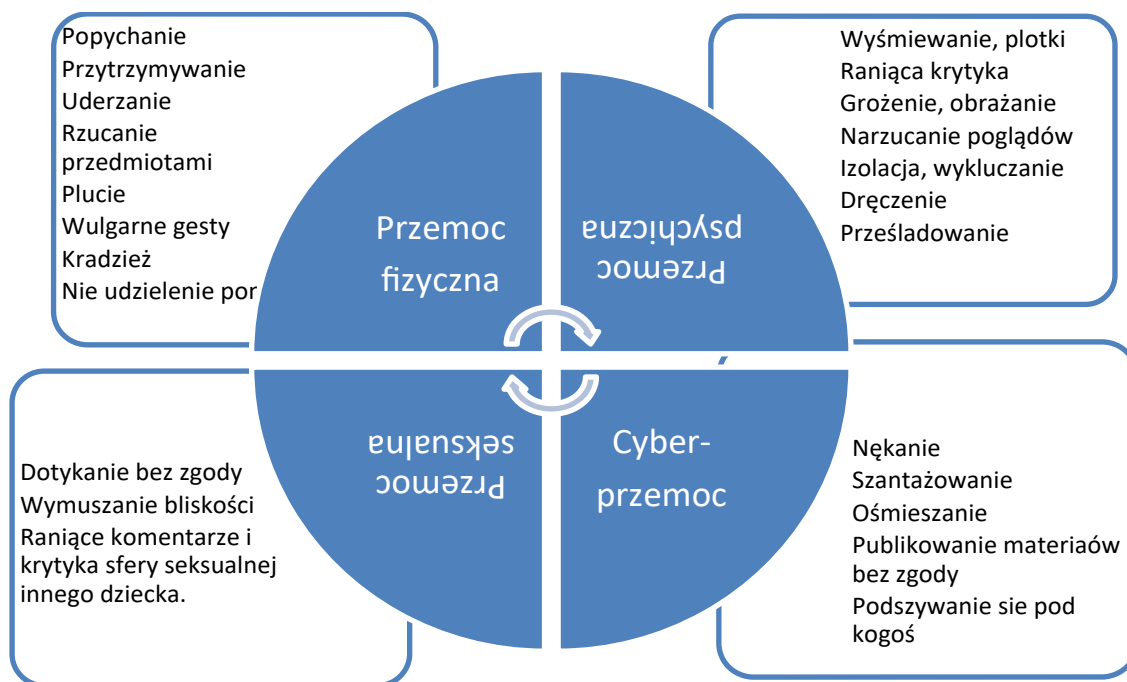 Popychanie
Przytrzymywanie
Uderzanie
Rzucanie
przedmiotami
Plucie
Wulgarne gesty
Kradzież
Nie udzielenie
Przemoc
fizyczna
Wyśmiewanie, plotki
Raniąca krytyka
Grożenie, obrażanie
Narzucanie poglądów
Izolacja, wykluczanie
Dręczenie
Prześladowanie
Przemoc
psychiczna
Dotykanie bez zgody
Wymuszanie bliskości
Raniące komentarze i
krytyka sfery seksualnej
innego dziecka.
Przemoc
seksualna
Cyber-
przemoc
Nękanie
Szantażowanie
Ośmieszanie
Publikowanie materiaów
bez zgody
Podszywanie sie pod
kogoś